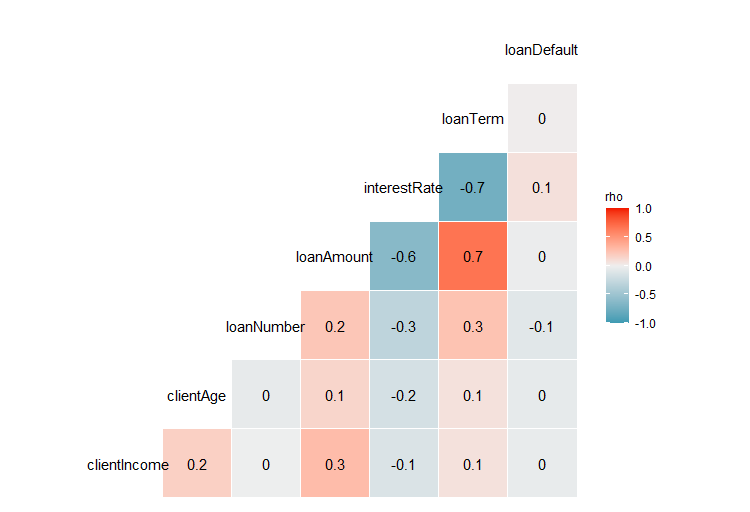 loanDefault
loanTerm 0
interestRate -0.7 0.1
loanAmount -0.6 0.7 0
loanNumber 0.2 -0.3 0.3 -0.1
clientAge 0 0.1 -0.2 0.1 0
clientIncome 0.2 0 0.3 -0.1 0.1 0
rho
1.0
0.5
0.0
-0.5
-1.0